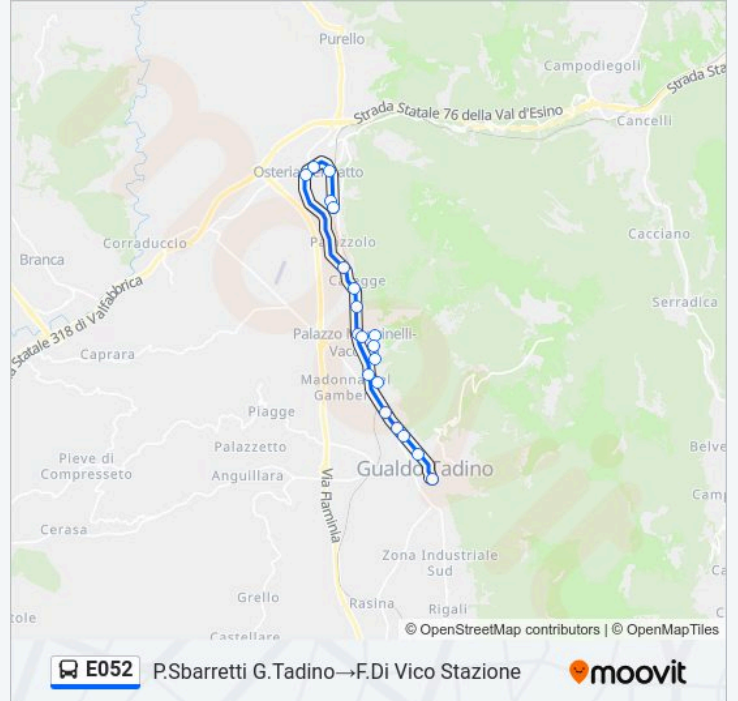 Purello
Campodiegoli
Strada Sta
Strada Statale 76 della Val d'Esino
Cancelli
Osteria
atto
Cacciano
Corraduccio
Branca
Serradica
a Statale 318 di Valfabbrica
Palazzo M
inelli-
Vacc
Caprara
Madonna
Gambe
Piagge
Pieve di
Compresseto
Palazzetto
Belve
Gualdo Tadino
Anguillara
Camp
Via Flaminia
Cerasa
Zona Industriale
Sud
Ca
Grello
Rasina
Rigali
C
tole
Castellare
© OpenStreetMap contributors | © OpenMapTiles
E052 P.Sbarretti G.Tadino→F.Di Vico Stazione
moovit